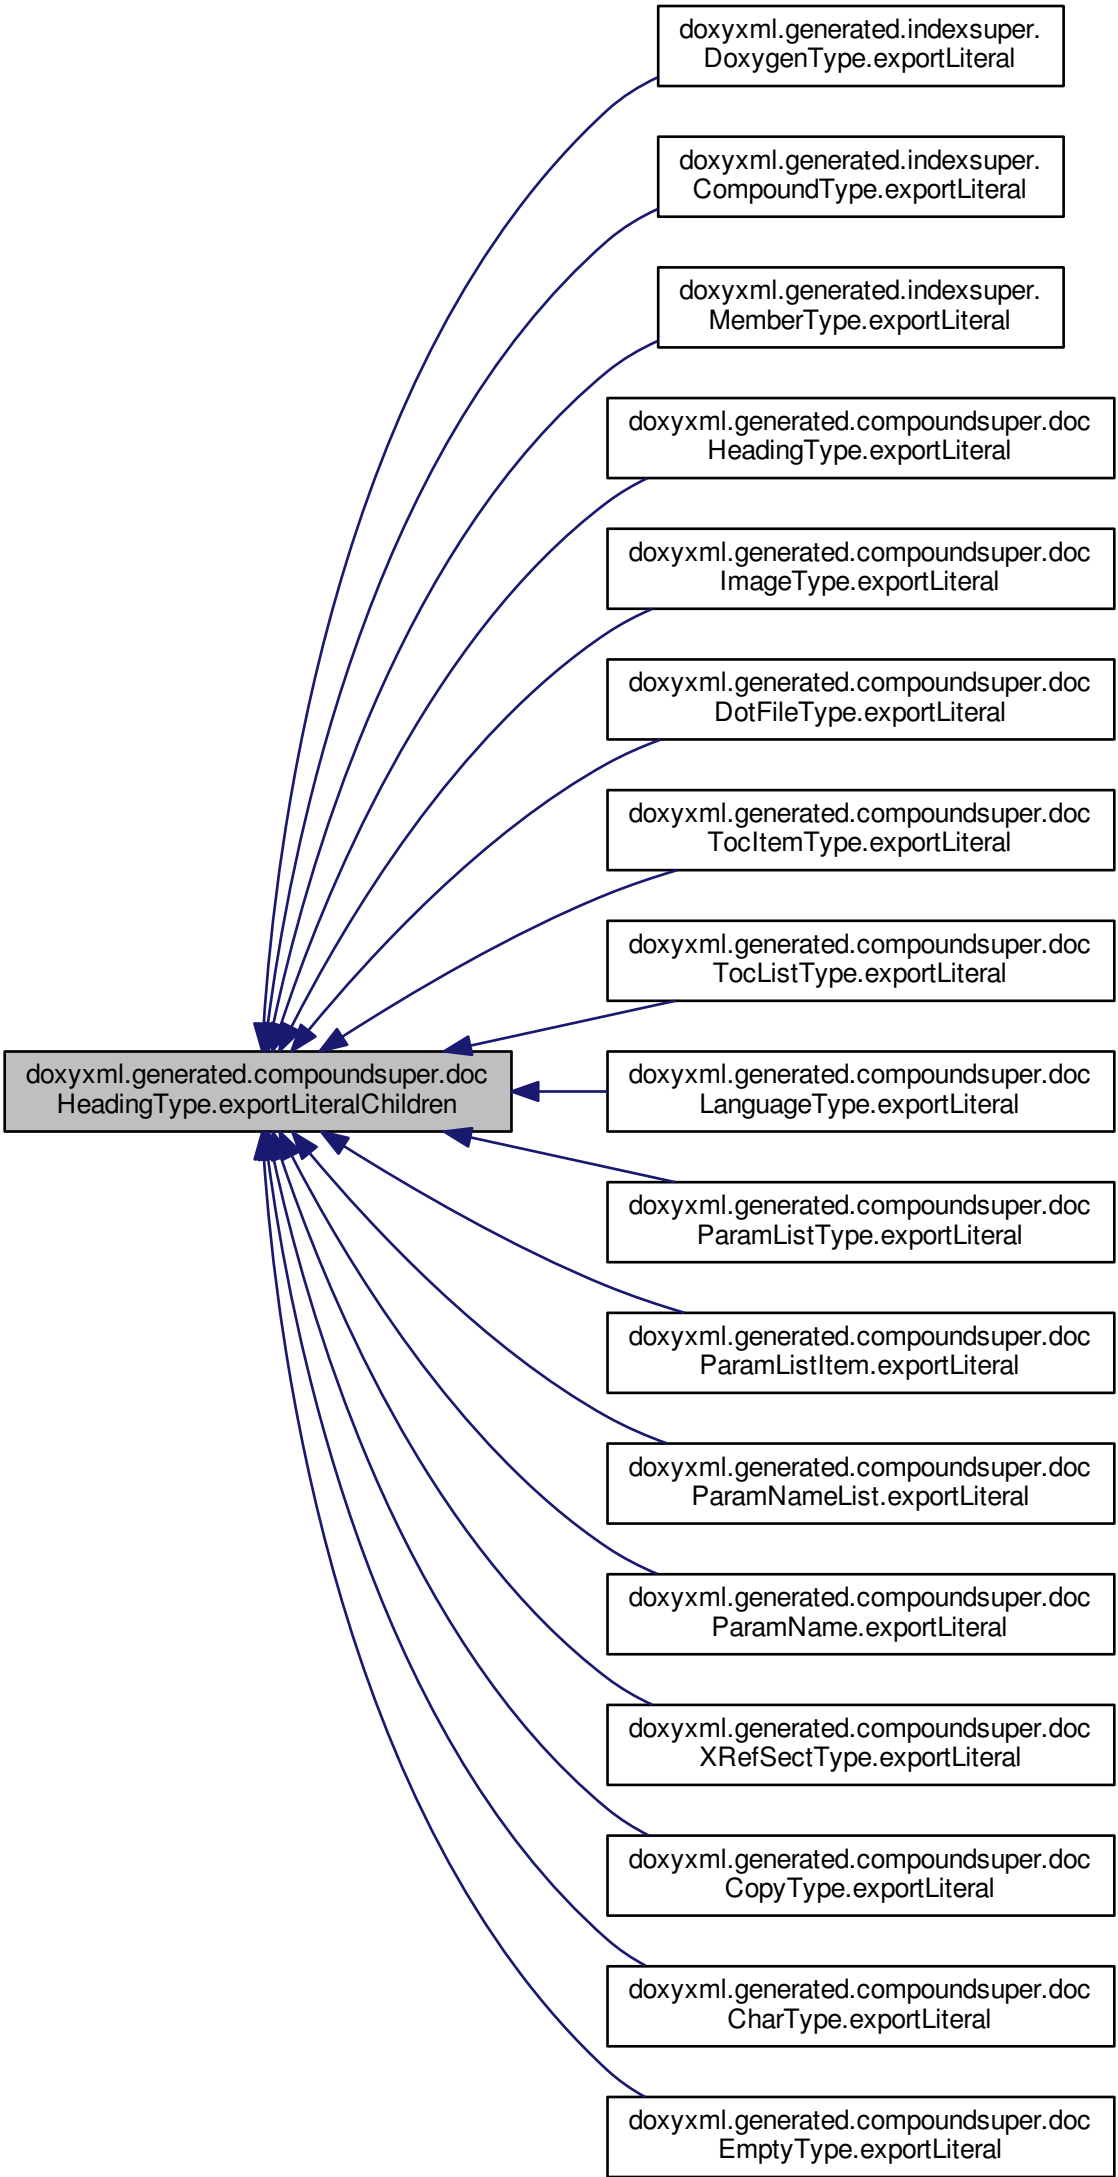 doxyxml.generated.indexsuper.
DoxygenType.exportLiteral
doxyxml.generated.indexsuper.
CompoundType.exportLiteral
doxyxml.generated.indexsuper.
MemberType.exportLiteral
doxyxml.generated.compoundsuper.doc
HeadingType.exportLiteral
doxyxml.generated.compoundsuper.doc
ImageType.exportLiteral
doxyxml.generated.compoundsuper.doc
DotFileType.exportLiteral
doxyxml.generated.compoundsuper.doc
TocItemType.exportLiteral
doxyxml.generated.compoundsuper.doc
TocListType.exportLiteral
doxyxml.generated.compoundsuper.doc
HeadingType.exportLiteralChildren
doxyxml.generated.compoundsuper.doc
LanguageType.exportLiteral
doxyxml.generated.compoundsuper.doc
ParamListType.exportLiteral
doxyxml.generated.compoundsuper.doc
ParamListItem.exportLiteral
doxyxml.generated.compoundsuper.doc
ParamNameList.exportLiteral
doxyxml.generated.compoundsuper.doc
ParamName.exportLiteral
doxyxml.generated.compoundsuper.doc
XRefSectType.exportLiteral
doxyxml.generated.compoundsuper.doc
CopyType.exportLiteral
doxyxml.generated.compoundsuper.doc
CharType.exportLiteral
doxyxml.generated.compoundsuper.doc
EmptyType.exportLiteral